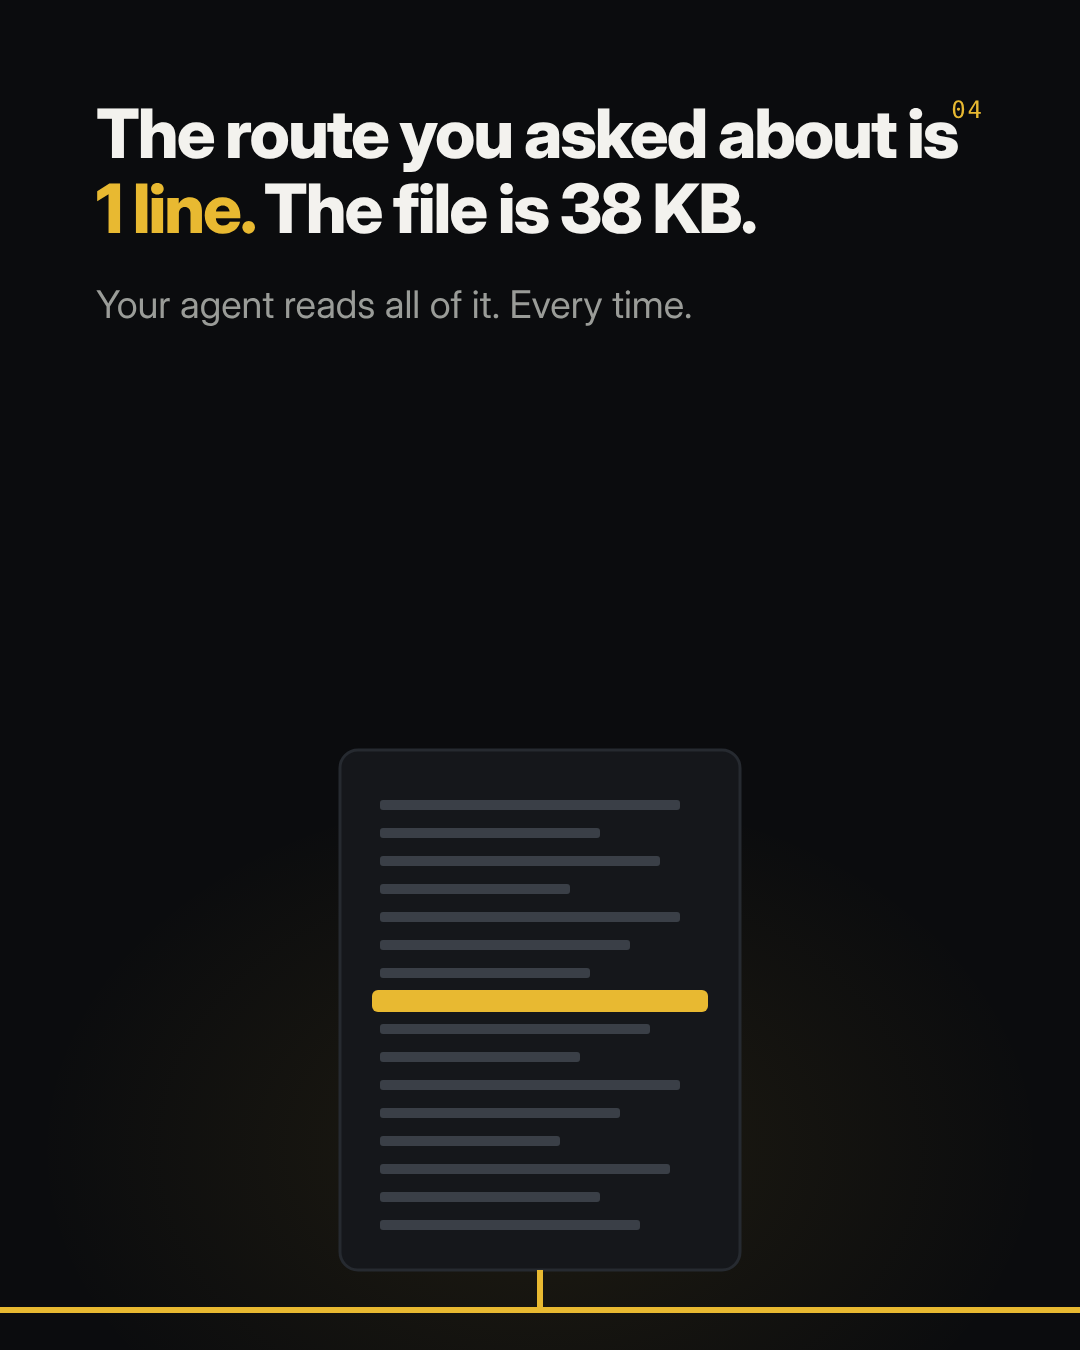 04
The route you asked about is
1 line. The file is 38 KB.
Your agent reads all of it. Every time.